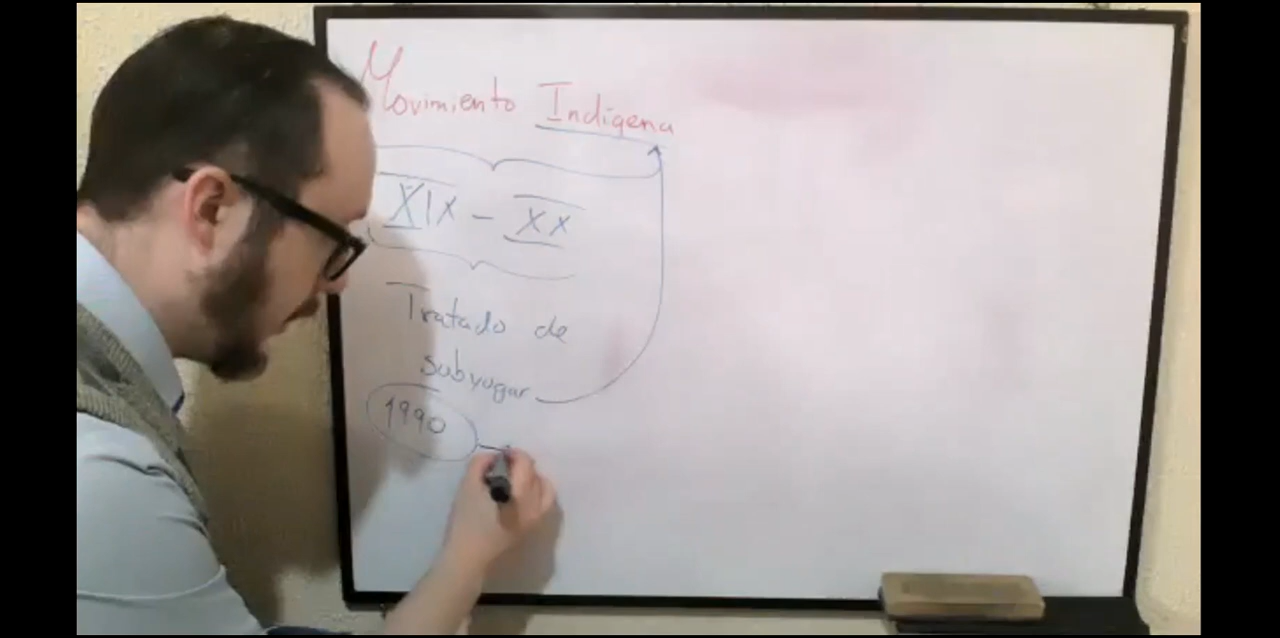 Movimiento Indígena
XIX - XX
Tratado de
subyugar
1990